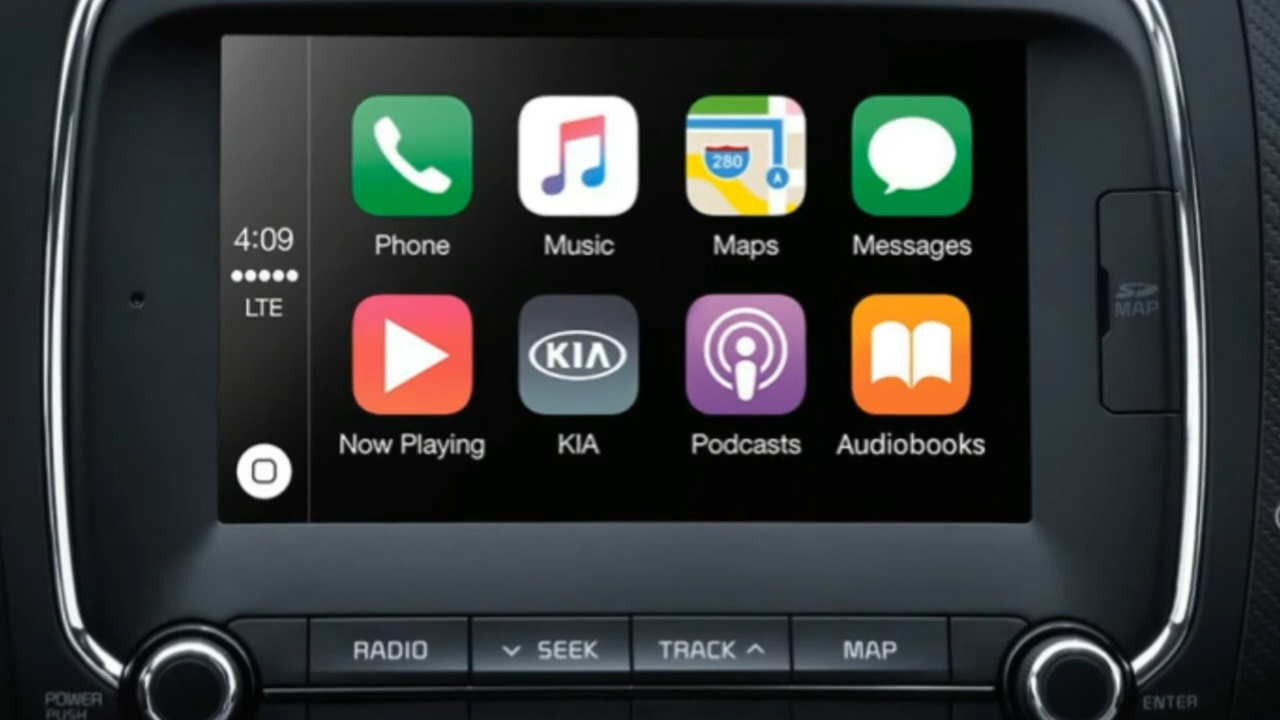 4:09
LTE
280
A
Phone
Music
Maps
Messages
KIA
Now Playing
KIA
Podcasts
Audiobooks
SD
MAP
RADIO
SEEK
TRACK
MAP
POWER
PUSH
ENTER